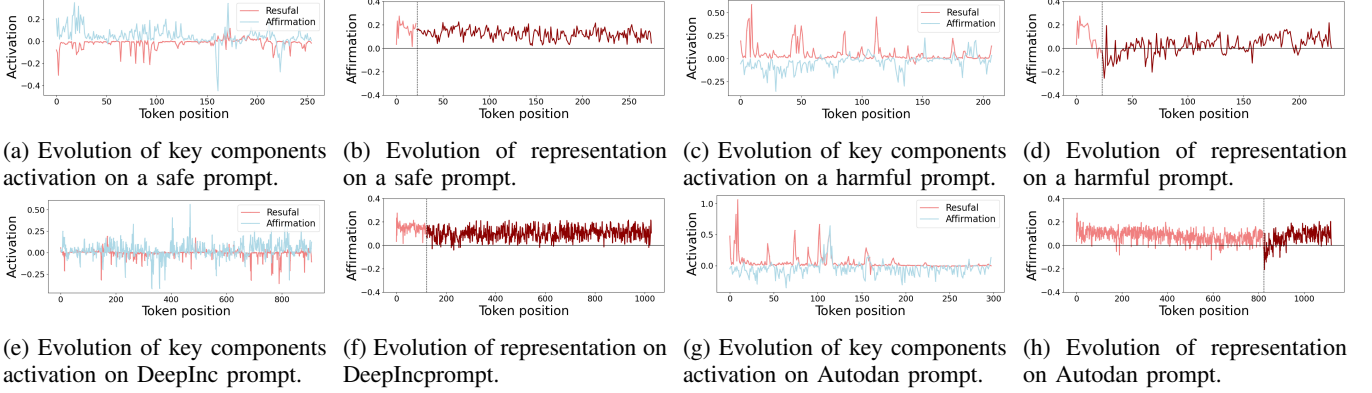 Activation
0.2
0.0
−0.2
−0.4
Resufal
Affirmation
0 50 100 150 200 250
Token position
Affirmation
0.4
0.2
0.0
−0.2
−0.4
0 50 100 150 200 250
Token position
Activation
0.50
0.25
0.00
−0.25
Resufal
Affirmation
0 50 100 150 200
Token position
Affirmation
0.4
0.2
0.0
−0.2
−0.4
0 50 100 150 200
Token position
(a) Evolution of key components
activation on a safe prompt.
(b) Evolution of representation
on a safe prompt.
(c) Evolution of key components
activation on a harmful prompt.
(d) Evolution of representation
on a harmful prompt.
Activation
0.50
0.25
0.00
−0.25
Resufal
Affirmation
0 200 400 600 800
Token position
Affirmation
0.4
0.2
0.0
−0.2
−0.4
0 200 400 600 800 1000
Token position
Activation
1.0
0.5
0.0
Resufal
Affirmation
0 50 100 150 200 250 300
Token position
Affirmation
0.4
0.2
0.0
−0.2
−0.4
0 200 400 600 800 1000
Token position
(e) Evolution of key components
activation on DeepInc prompt.
(f) Evolution of representation on
DeepIncprompt.
(g) Evolution of key components
activation on Autodan prompt.
(h) Evolution of representation
on Autodan prompt.